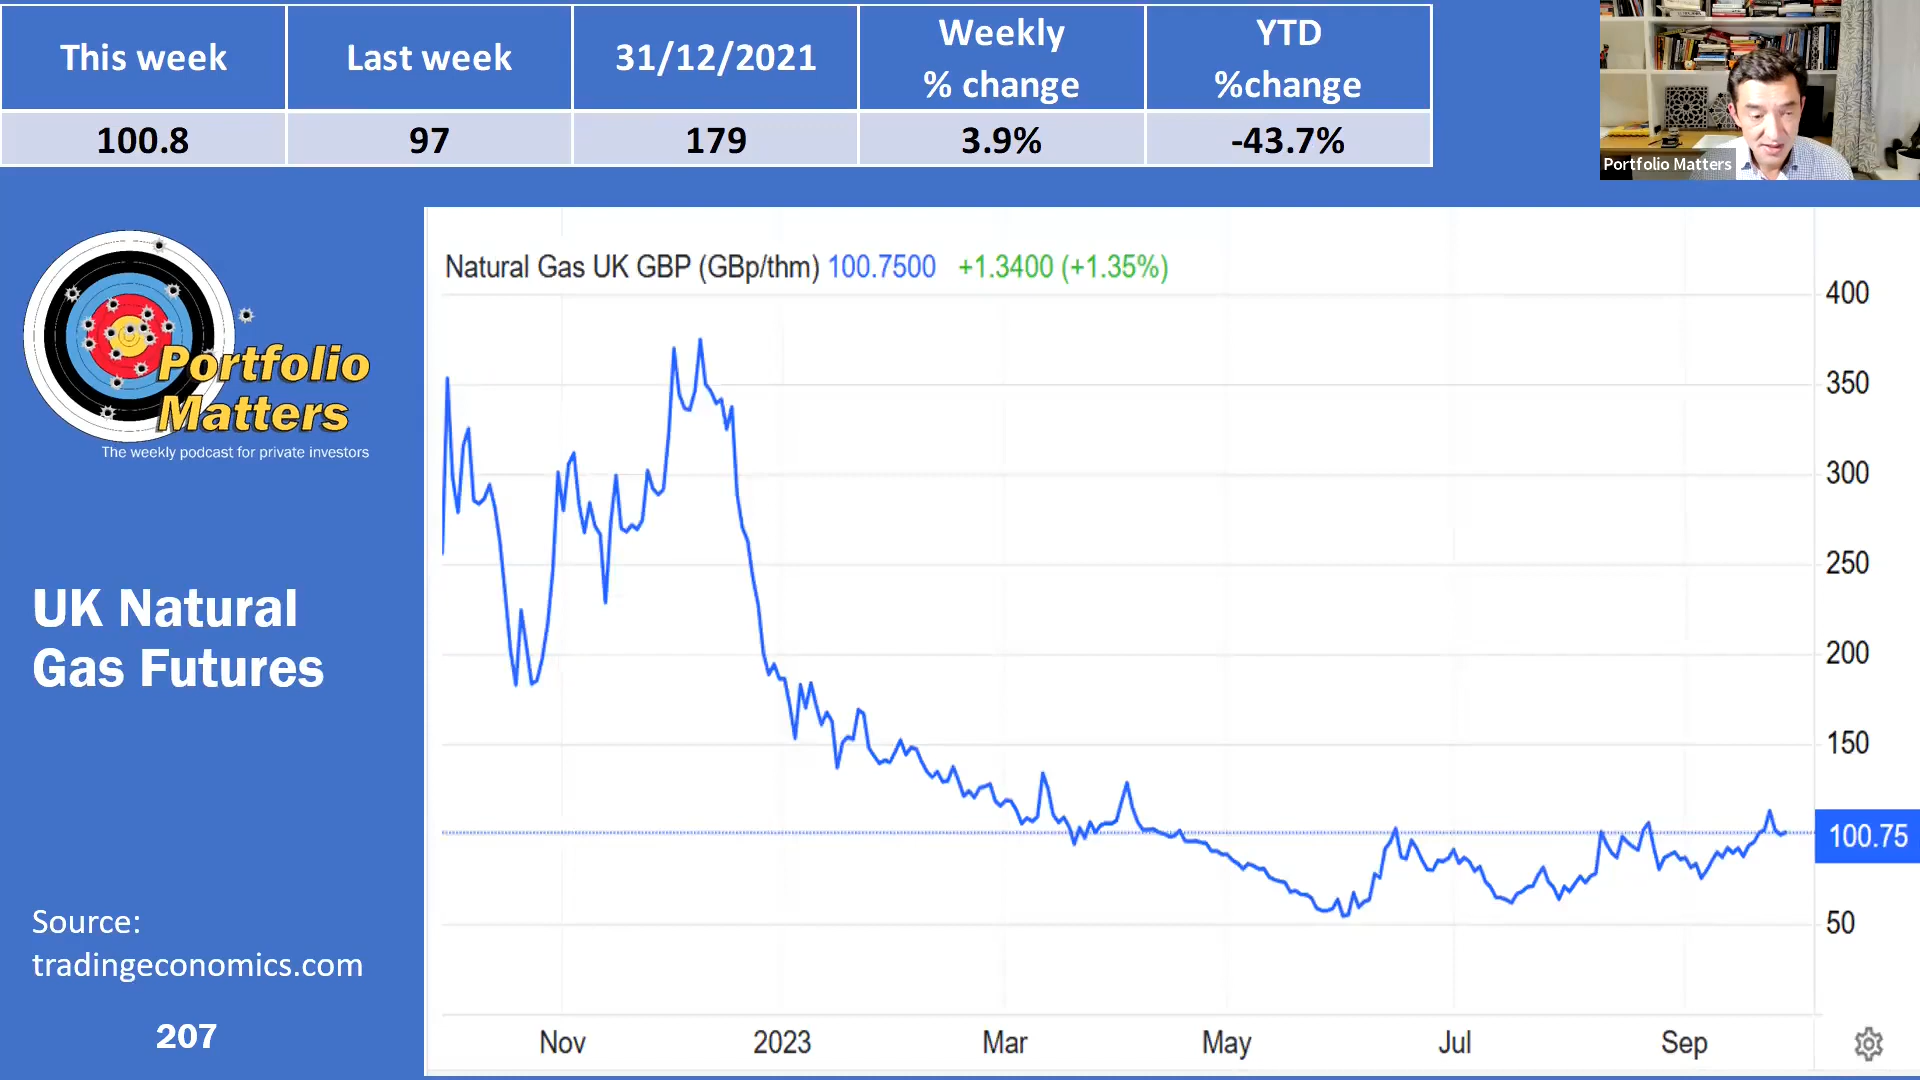 This week
Last week
31/12/2021
Weekly
% change
YTD
%change
100.8
97
179
3.9%
-43.7%
Portfolio Matters
Portfolio
Matters
The weekly podcast for private investors
UK Natural
Gas Futures
Source:
tradingeconomics.com
207
Natural Gas UK GBP (GBp/thm) 100.7500 +1.3400 (+1.35%)
400
350
300
250
200
150
100.75
50
Nov
2023
Mar
May
Jul
Sep